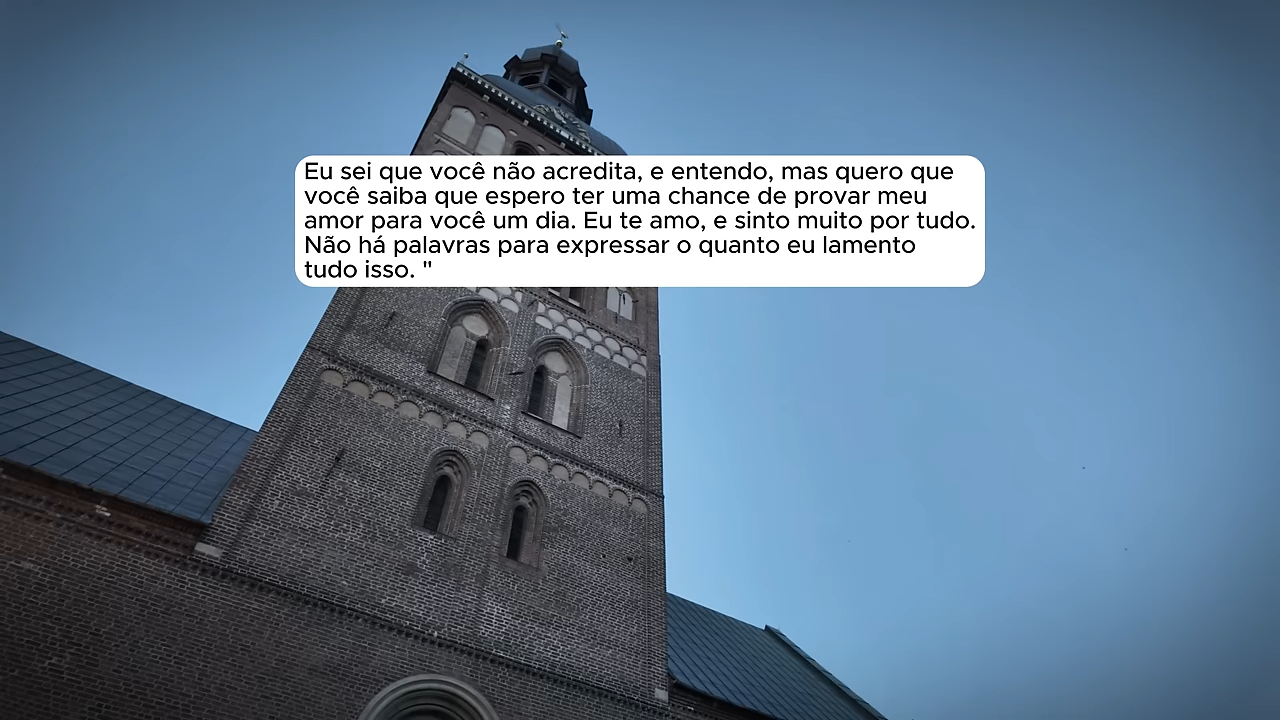 Eu sei que você não acredita, e entendo, mas quero que
você saiba que espero ter uma chance de provar meu
amor para você um dia. Eu te amo, e sinto muito por tudo.
Não há palavras para expressar o quanto eu lamento
tudo isso. "